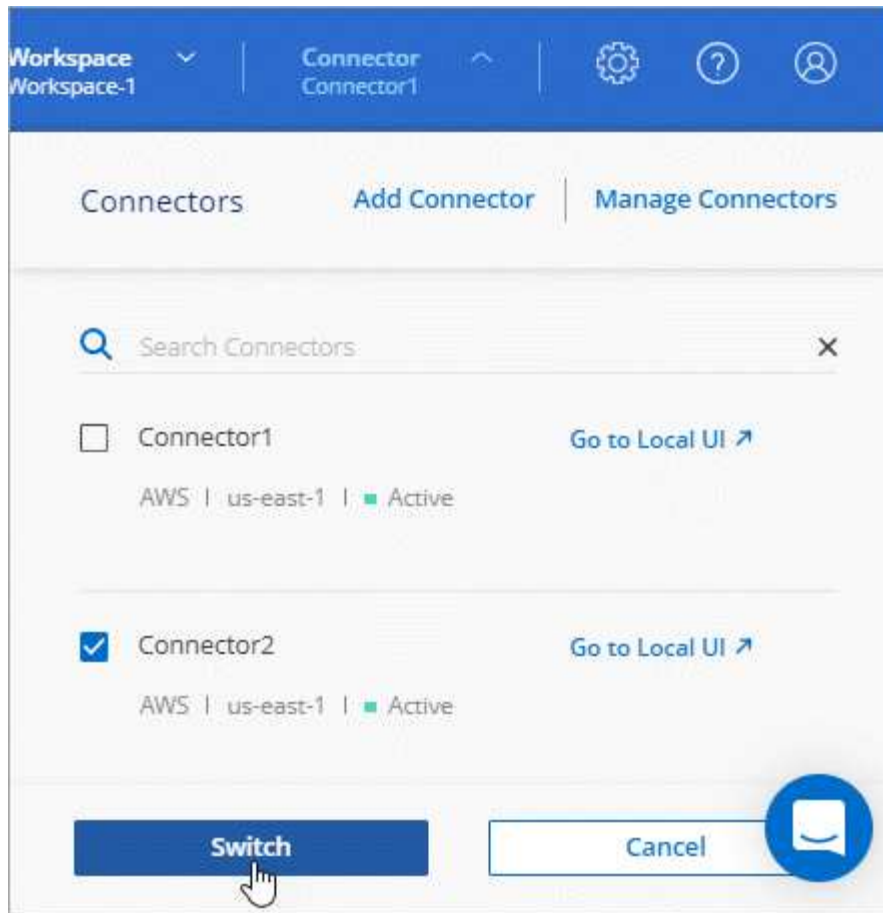 Workspace
Workspace-1
Connector
Connector1
Connectors
Add Connector
Manage Connectors
Search Connectors
Connector1
Go to Local UI
AWS | us-east-1 | Active
Connector2
Go to Local UI
AWS | us-east-1 | Active
Switch
Cancel